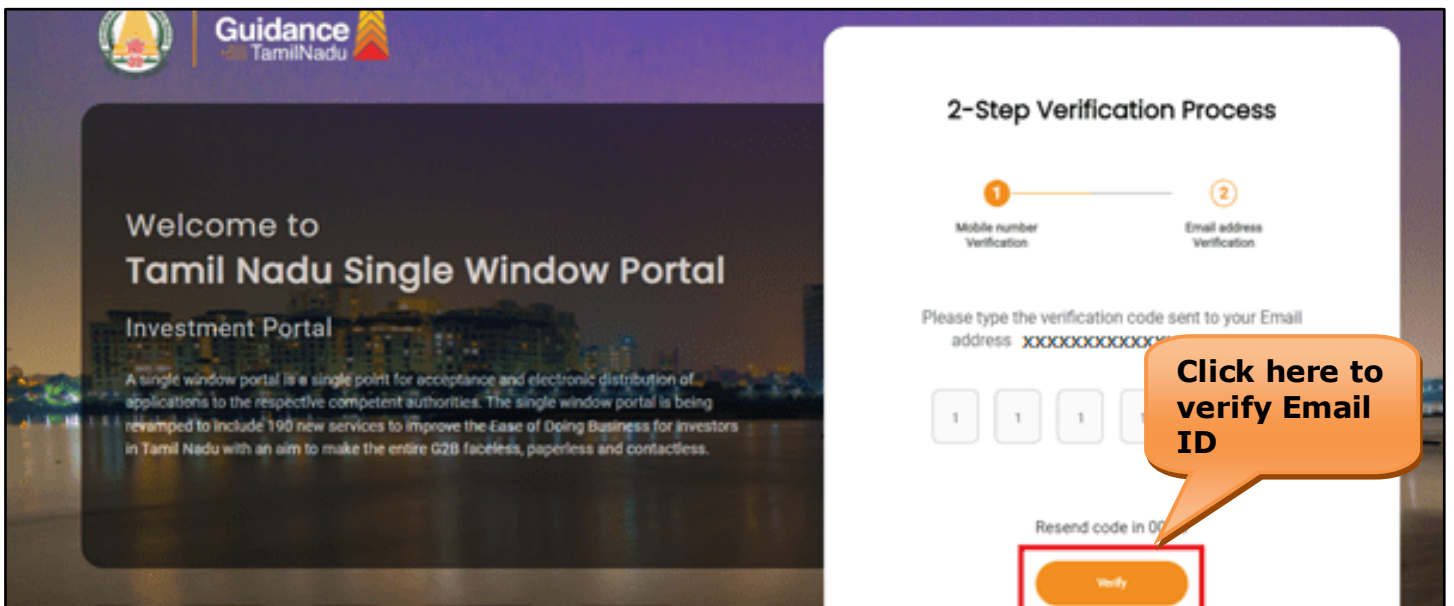 Guidance
TamilNadu
Welcome to
Tamil Nadu Single Window Portal
Investment Portal
A single window portal is a single point for acceptance and electronic distribution of
applications to the respective competent authorities. The single window portal is being
revamped to include 190 new services to improve the Ease of Doing Business for investors
in Tamil Nadu with an aim to make the entire G2B faceless, paperless and contactless.
2-Step Verification Process
1
2
Mobile number
Verification
Email address
Verification
Please type the verification code sent to your Email
address XXXXXXXXXXXX
1 1 1 1
Click here to
verify Email
ID
Resend code in 00
Verify